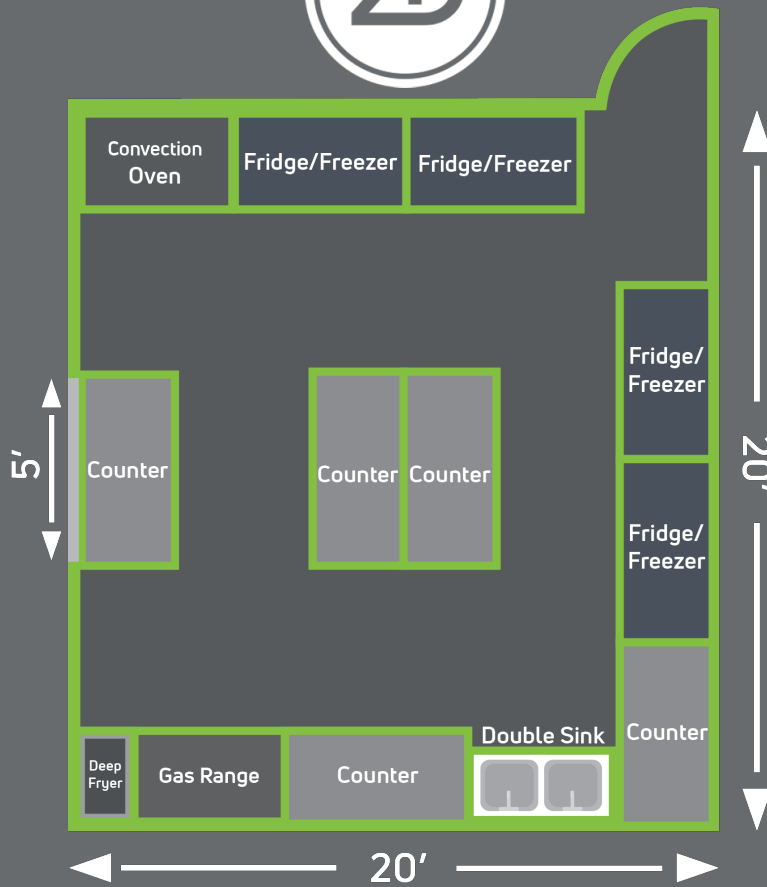 Convection
Oven
Fridge/Freezer
Fridge/Freezer
Fridge/
Freezer
5'
Counter
Counter
Counter
20'
Fridge/
Freezer
Double Sink
Counter
Deep
Fryer
Gas Range
Counter
20'